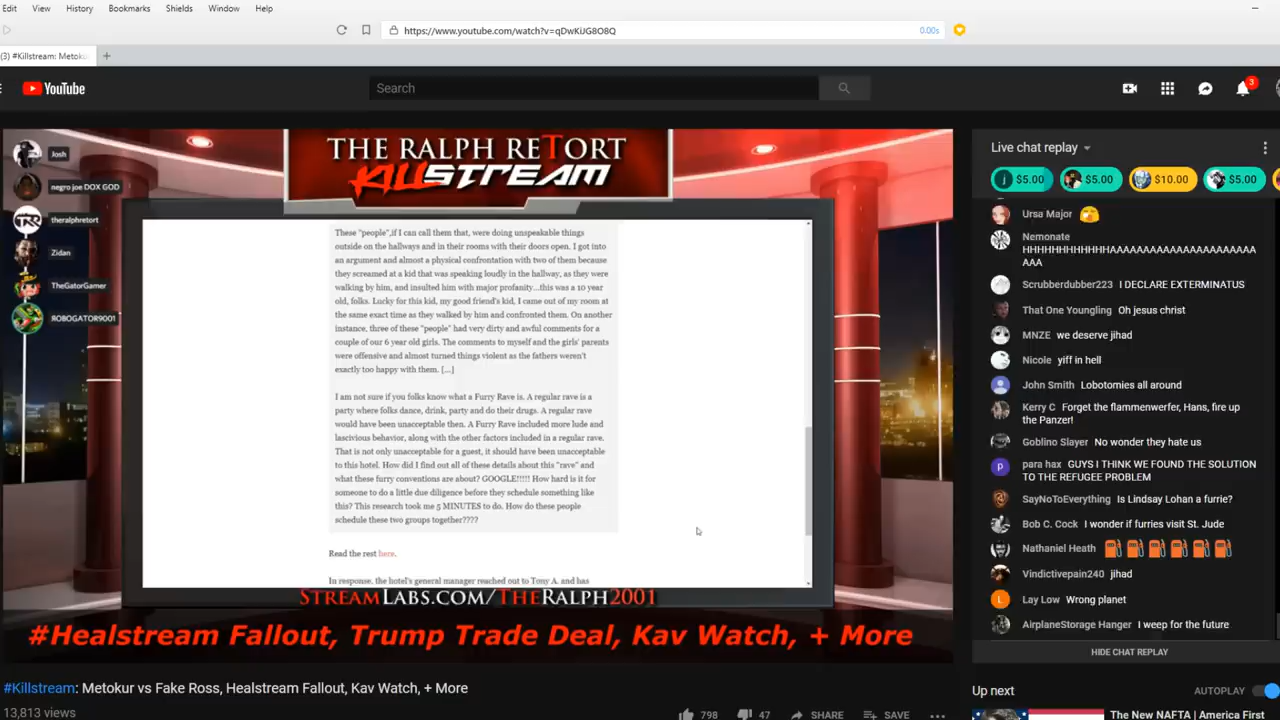 Edit View History Bookmarks Shields Window Help
https://www.youtube.com/watch?v=qDwKiJG8O8Q 0.00s
(3) #Killstream: Metoku
YouTube
Search
3
THE RALPH RETORT
KILLSTREAM
Josh
negro joe DOX GOD
theralphretort
Zidan
TheGatorGamer
ROBOGATOR9001
These "people",if I can call them that, were doing unspeakable things
outside on the hallways and in their rooms with their doors open. I got into
an argument and almost a physical confrontation with two of them because
they screamed at a kid that was speaking loudly in the hallway, as they were
walking by him, and insulted him with major profanity...this was a 10 year
old, folks. Lucky for this kid, my good friend's kid, I came out of my room at
the same exact time as they walked by him and confronted them. On another
instance, three of these "people" had very dirty and awful comments for a
couple of our 6 year old girls. The comments to myself and the girls' parents
were offensive and almost turned things violent as the fathers weren't
exactly too happy with them. [...]
I am not sure if you folks know what a Furry Rave is. A regular rave is a
party where folks dance, drink, party and do their drugs. A regular rave
would have been unacceptable then. A Furry Rave included more lude and
lascivious behavior, along with the other factors included in a regular rave.
That is not only unacceptable for a guest, it should have been unacceptable
to this hotel. How did I find out all of these details about this "rave" and
what these furry conventions are about? GOOGLE!!!!! How hard is it for
someone to do a little due diligence before they schedule something like
this? This research took me 5 MINUTES to do. How do these people
schedule these two groups together????
Read the rest here.
In response, the hotel's general manager reached out to Tony A. and has
STREAMLABS.COM/THERALPH2001
#Healstream Fallout, Trump Trade Deal, Kav Watch, + More
#Killstream: Metokur vs Fake Ross, Healstream Fallout, Kav Watch, + More
13,813 views
798 47 SHARE SAVE
Live chat replay
$5.00 $5.00 $10.00 $5.00
Ursa Major
Nemonate
HHHHHHHHHHHAAAAAAAAAAAAAAAAAAAAA
AAA
Scrubberdubber223 I DECLARE EXTERMINATUS
That One Youngling Oh jesus christ
MNZE we deserve jihad
Nicole yiff in hell
John Smith Lobotomies all around
Kerry C Forget the flammenwerfer, Hans, fire up
the Panzer!
Goblino Slayer No wonder they hate us
para hax GUYS I THINK WE FOUND THE SOLUTION
TO THE REFUGEE PROBLEM
SayNoToEverything Is Lindsay Lohan a furrie?
Bob C. Cock I wonder if furries visit St. Jude
Nathaniel Heath
Vindictivepain240 jihad
Lay Low Wrong planet
AirplaneStorage Hanger I weep for the future
HIDE CHAT REPLAY
Up next AUTOPLAY
The New NAFTA | America First